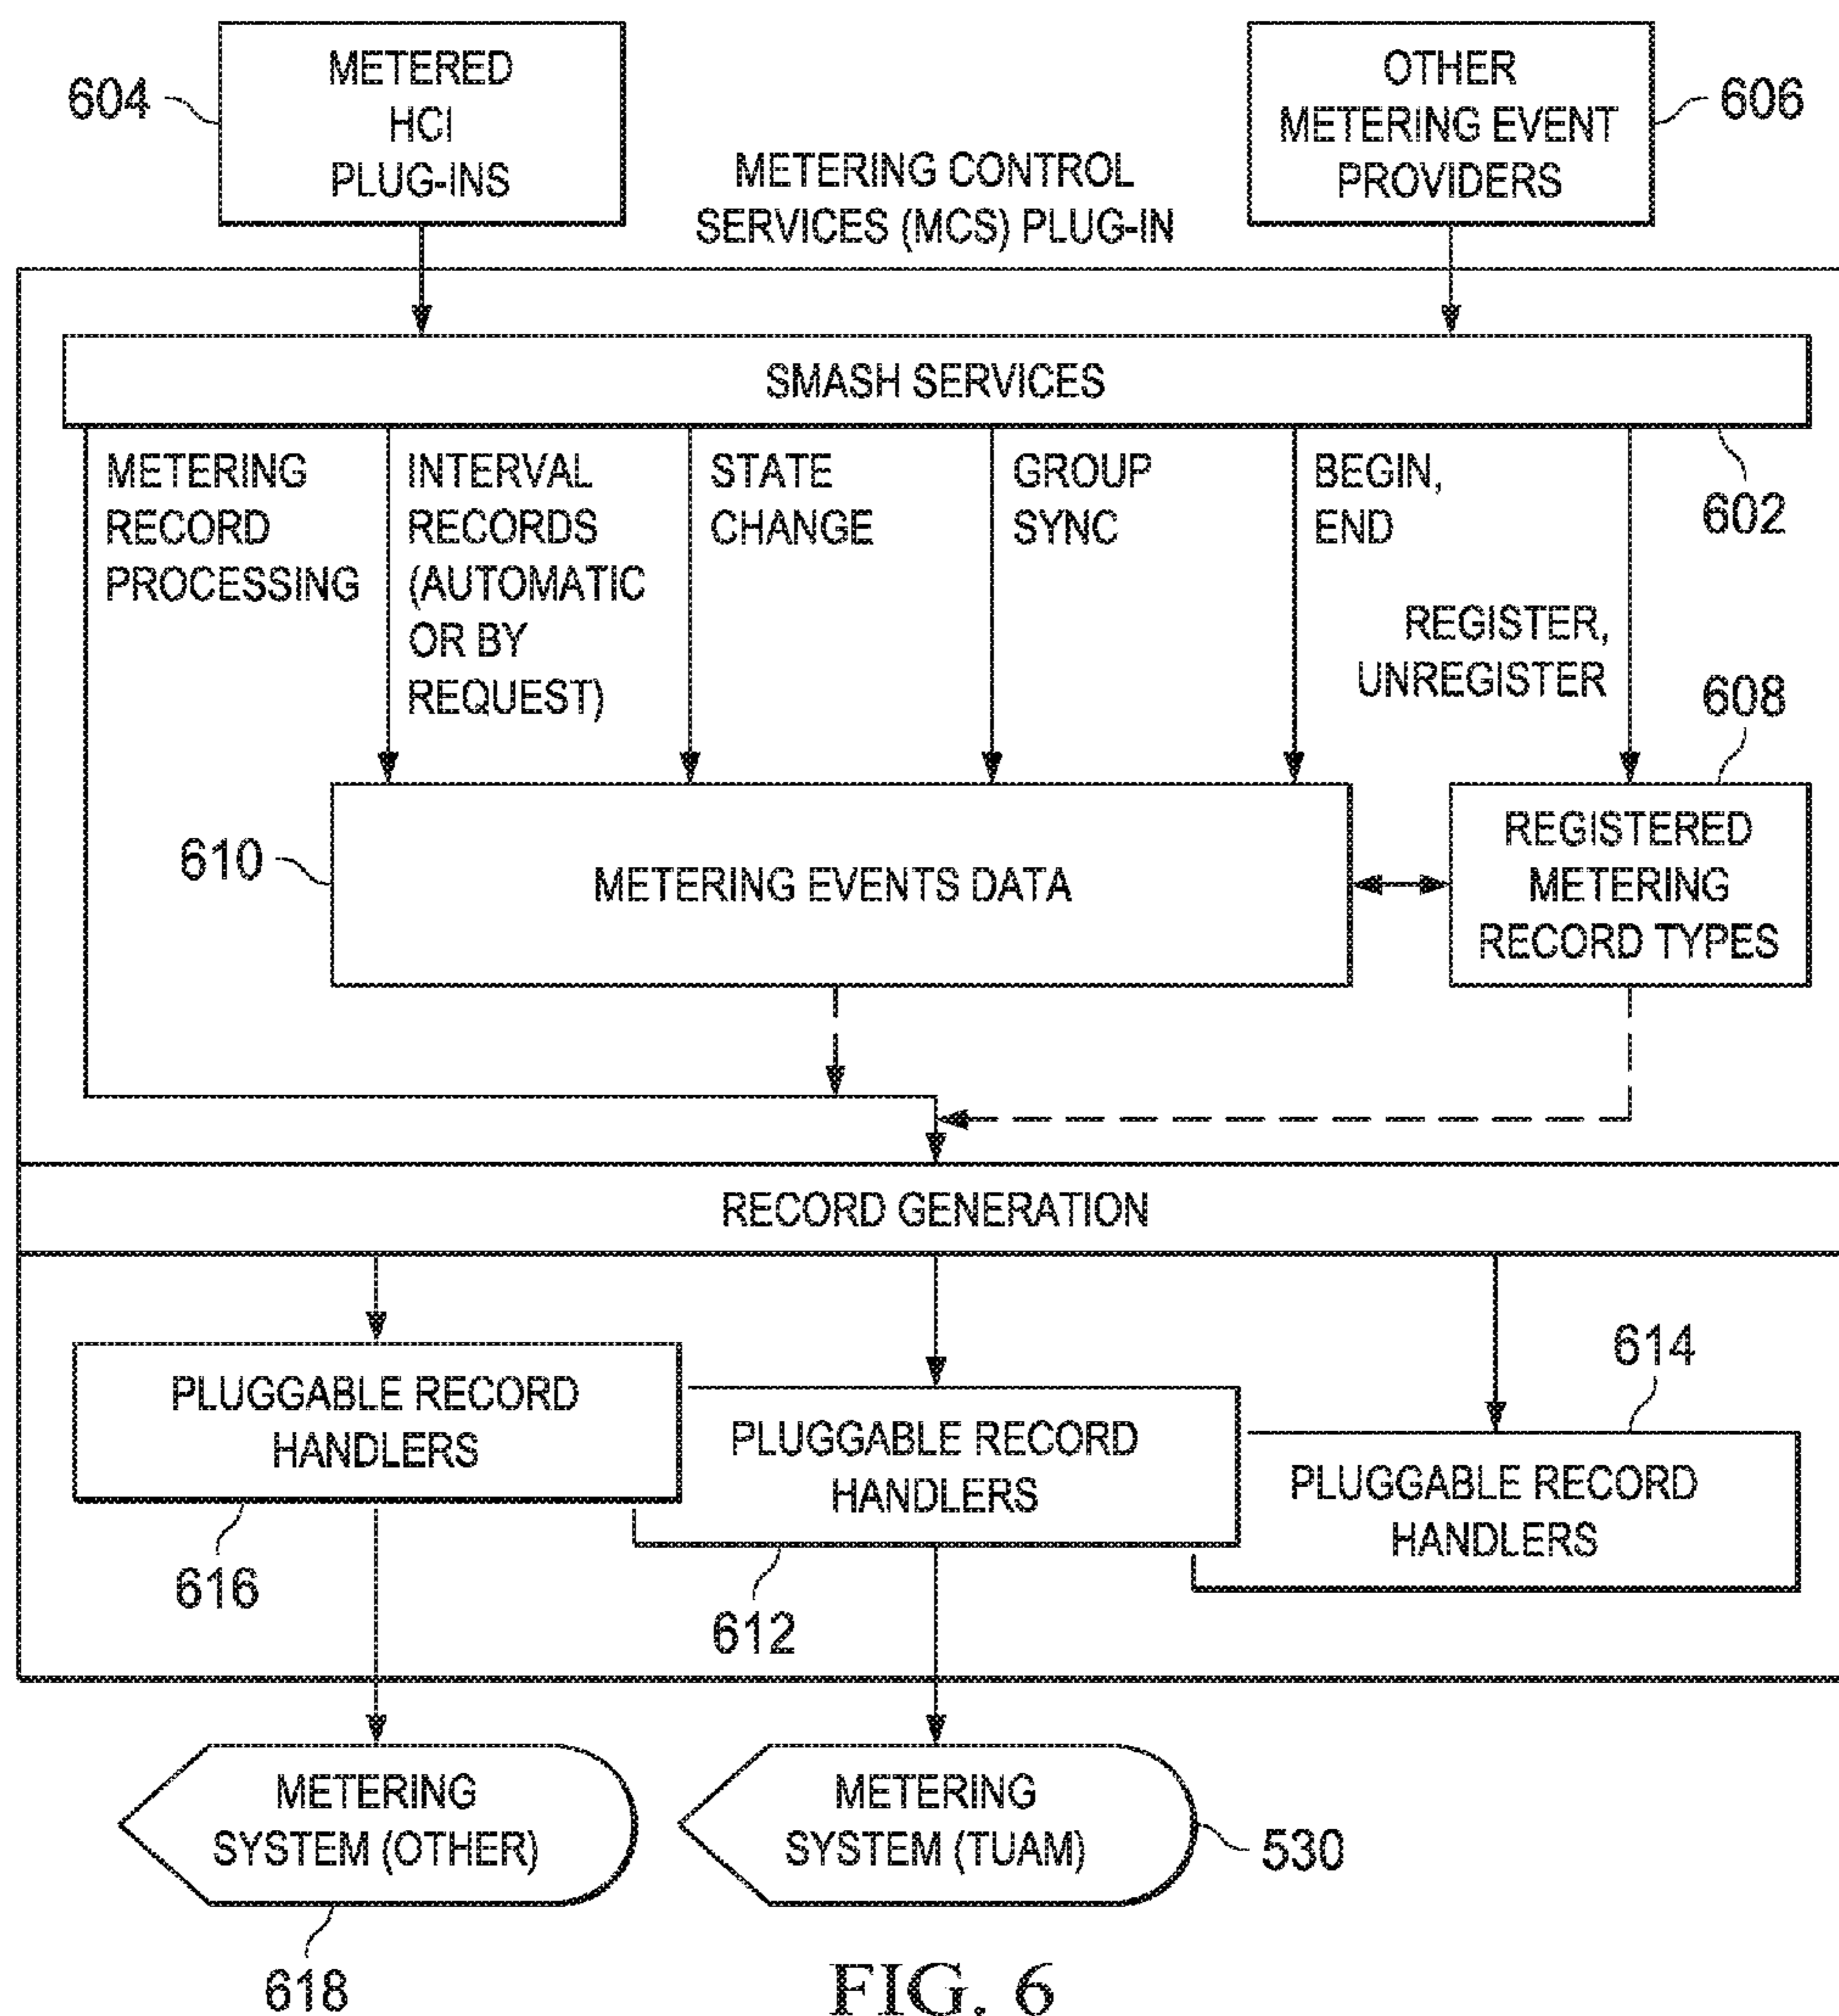 METERED
HCI
PLUG-INS
604
OTHER
METERING EVENT
PROVIDERS
606
METERING CONTROL
SERVICES (MCS) PLUG-IN
SMASH SERVICES
602
METERING
RECORD
PROCESSING
INTERVAL
RECORDS
(AUTOMATIC
OR BY
REQUEST)
STATE
CHANGE
GROUP
SYNC
BEGIN,
END
REGISTER,
UNREGISTER
608
610
METERING EVENTS DATA
REGISTERED
METERING
RECORD TYPES
RECORD GENERATION
614
PLUGGABLE RECORD
HANDLERS
616
PLUGGABLE RECORD
HANDLERS
612
PLUGGABLE RECORD
HANDLERS
METERING
SYSTEM (OTHER)
618
METERING
SYSTEM (TUAM)
530
FIG. 6